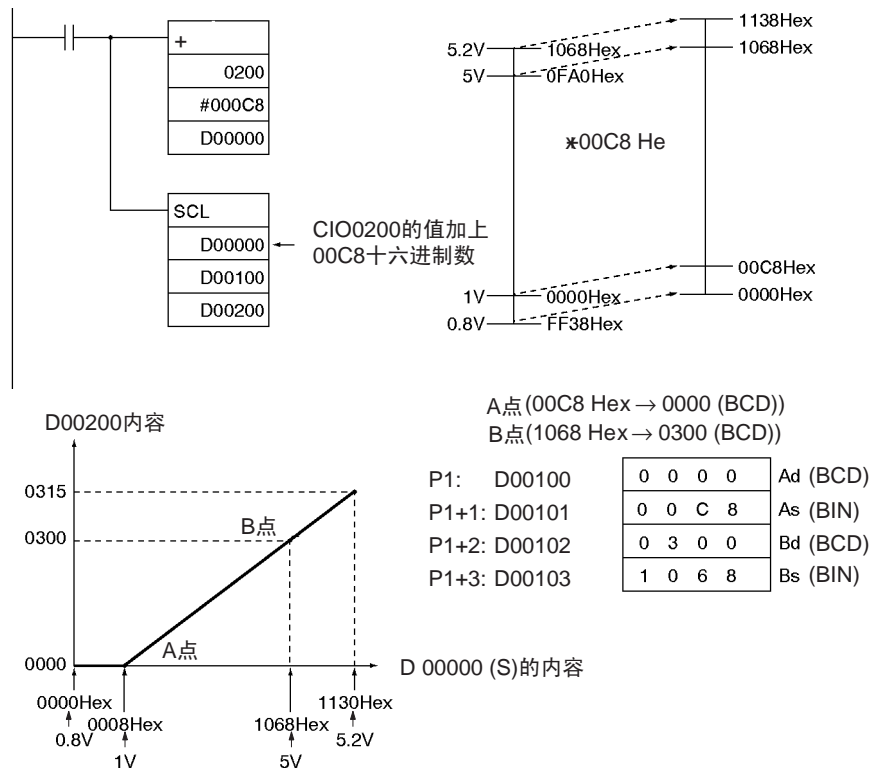 +
0200
#000C8
D00000
SCL
D00000
D00100
D00200
CIO0200的值加上
00C8十六进制数
5.2V
1068Hex
5V
0FA0Hex
1V
0000Hex
0.8V
FF38Hex
1138Hex
1068Hex
*00C8 He
00C8Hex
0000Hex
D00200内容
0315
0300
0000
B点
A点
D 00000 (S)的内容
0000Hex
0008Hex
1068Hex
1130Hex
0.8V
1V
5V
5.2V
A点(00C8 Hex → 0000 (BCD))
B点(1068 Hex → 0300 (BCD))
P1: D00100 0 0 0 0 Ad (BCD)
P1+1: D00101 0 0 C 8 As (BIN)
P1+2: D00102 0 3 0 0 Bd (BCD)
P1+3: D00103 1 0 6 8 Bs (BIN)